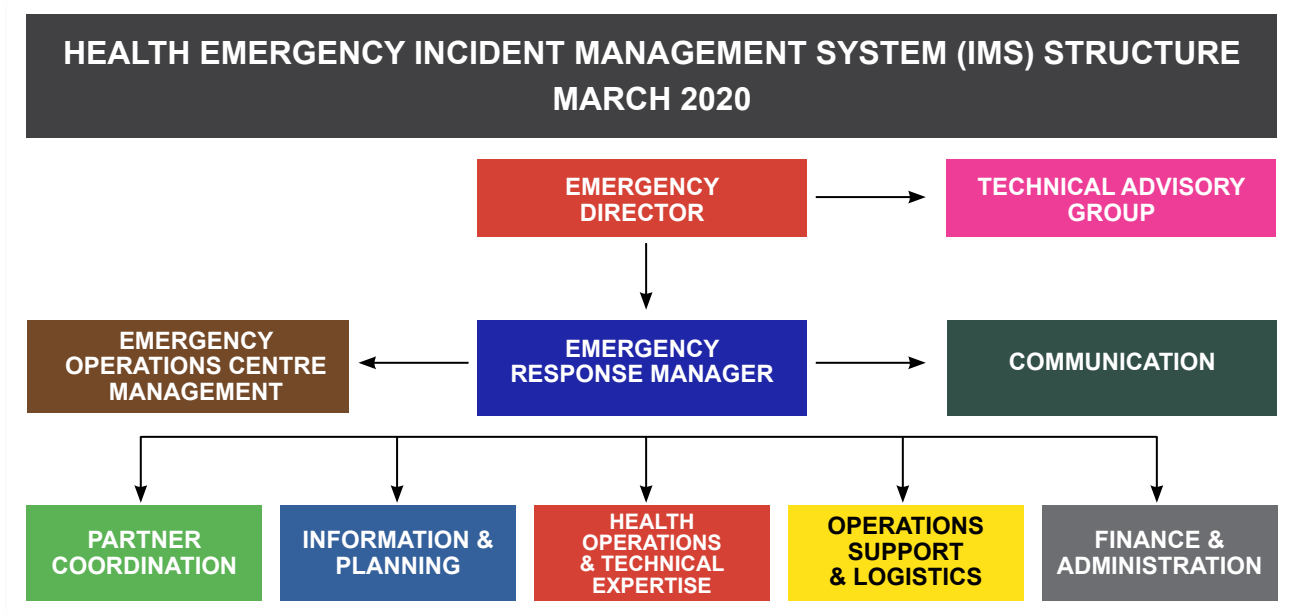 HEALTH EMERGENCY INCIDENT MANAGEMENT SYSTEM (IMS) STRUCTURE
MARCH 2020
EMERGENCY
DIRECTOR
TECHNICAL ADVISORY
GROUP
EMERGENCY
OPERATIONS CENTRE
MANAGEMENT
EMERGENCY
RESPONSE MANAGER
COMMUNICATION
PARTNER
COORDINATION
INFORMATION &
PLANNING
HEALTH
OPERATIONS
& TECHNICAL
EXPERTISE
OPERATIONS
SUPPORT
& LOGISTICS
FINANCE &
ADMINISTRATION